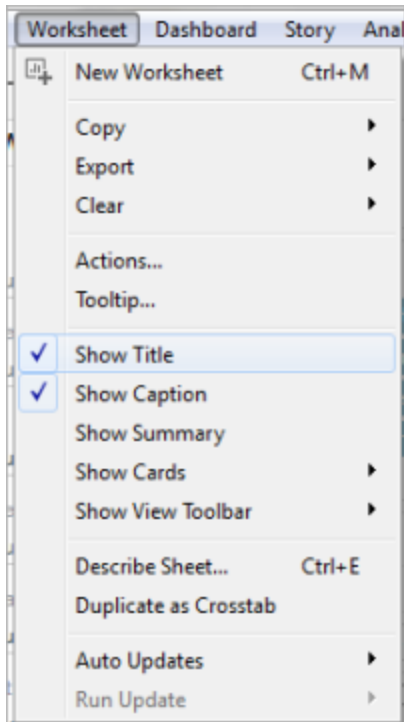 Worksheet Dashboard Story Anal
New Worksheet Ctrl+M
Copy
Export
Clear
Actions...
Tooltip...
Show Title
Show Caption
Show Summary
Show Cards
Show View Toolbar
Describe Sheet... Ctrl+E
Duplicate as Crosstab
Auto Updates
Run Update